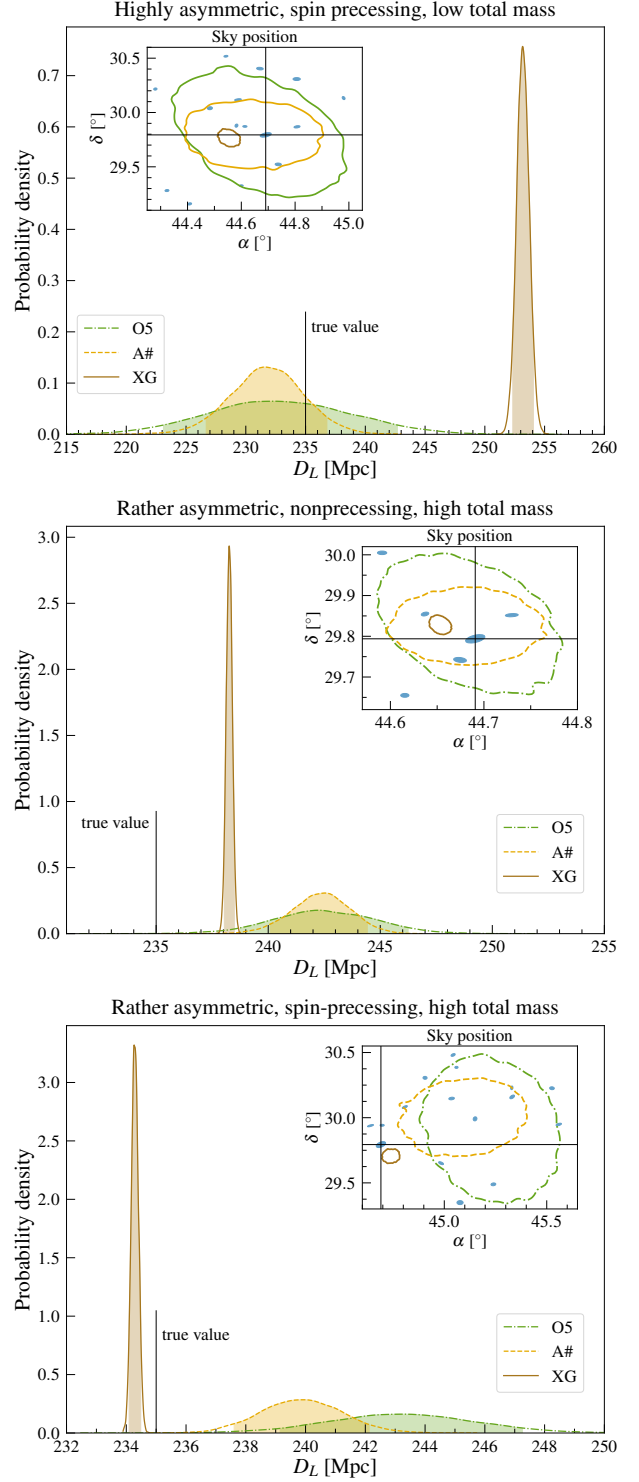 Highly asymmetric, spin precessing, low total mass
Sky position
30.5
30.0
29.5
δ [°]
44.4 44.6 44.8 45.0
α [°]
0.7
0.6
0.5
0.4
0.3
0.2
0.1
0.0
Probability density
true value
O5
A#
XG
215 220 225 230 235 240 245 250 255 260
D_L [Mpc]
Rather asymmetric, nonprecessing, high total mass
Sky position
30.0
29.9
29.8
29.7
δ [°]
44.6 44.7 44.8
α [°]
3.0
2.5
2.0
1.5
1.0
0.5
0.0
Probability density
true value
O5
A#
XG
235 240 245 250 255
D_L [Mpc]
Rather asymmetric, spin-precessing, high total mass
Sky position
30.5
30.0
29.5
δ [°]
45.0 45.5
α [°]
3.0
2.5
2.0
1.5
1.0
0.5
0.0
Probability density
true value
O5
A#
XG
232 234 236 238 240 242 244 246 248 250
D_L [Mpc]